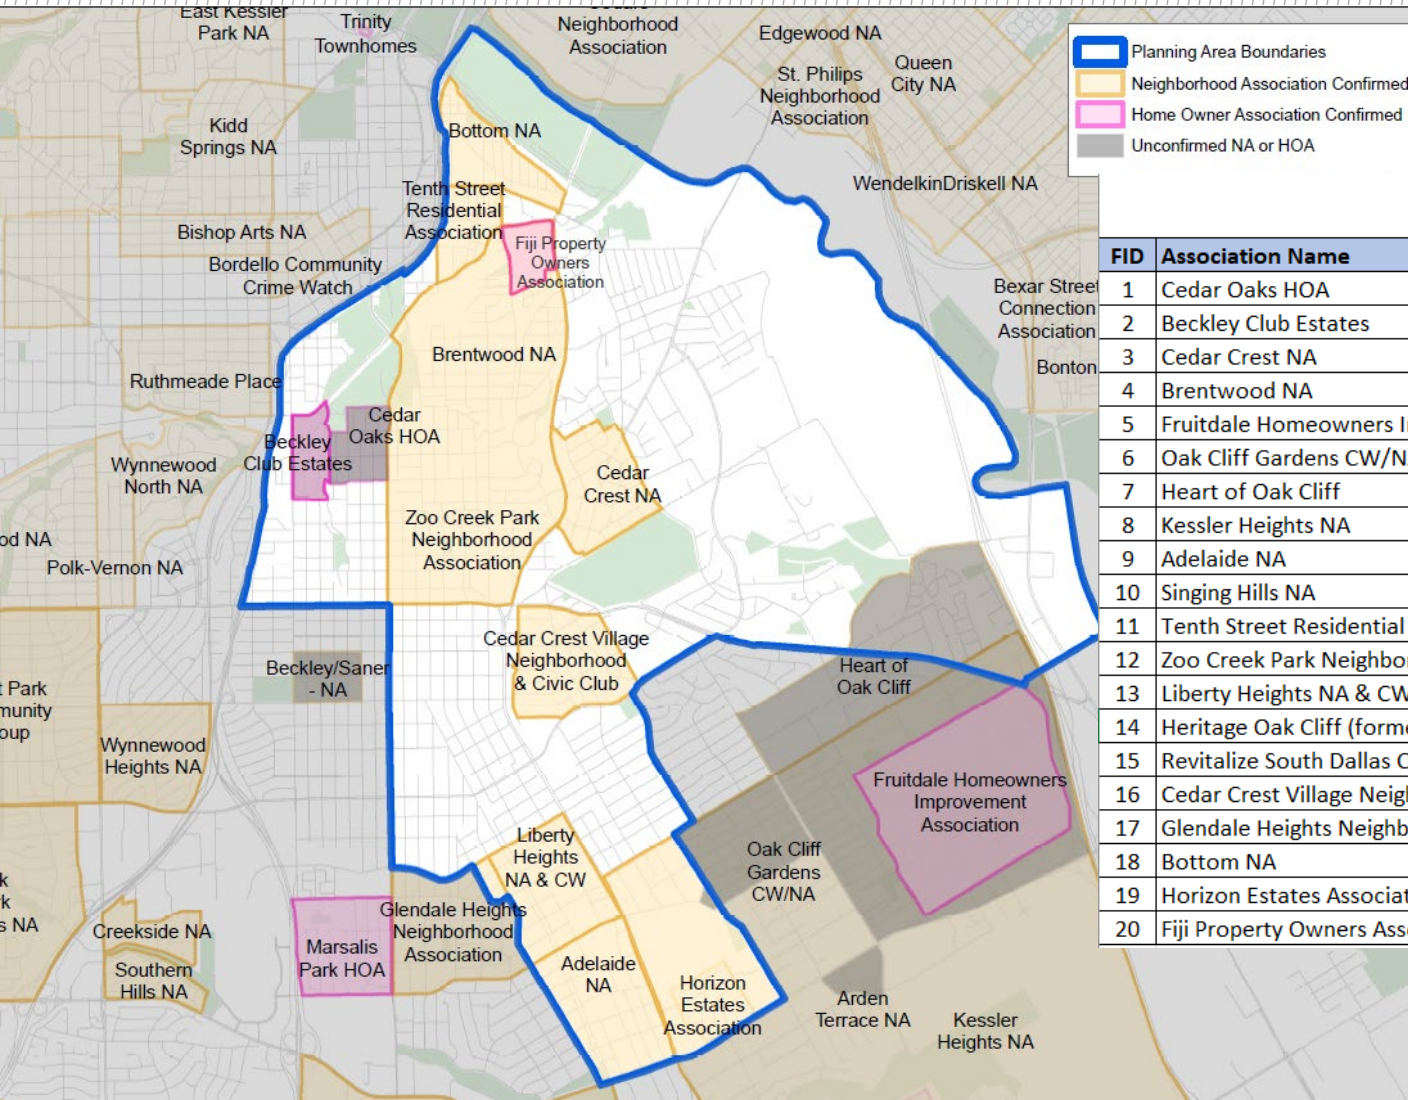 East Kessler
Park NA
Trinity
Townhomes
Neighborhood
Association
Edgewood NA
Queen
City NA
St. Philips
Neighborhood
Association
Planning Area Boundaries
Neighborhood Association Confirmed
Home Owner Association Confirmed
Unconfirmed NA or HOA
Kidd
Springs NA
Bottom NA
WendelkinDriskell NA
Tenth Street
Residential
Association
Bishop Arts NA
Fiji Property
Owners
Association
Bordello Community
Crime Watch
Bexar Street
Connection
Association
Bonton
Brentwood NA
Ruthmeade Place
Cedar
Oaks HOA
Beckley
Club Estates
Wynnewood
North NA
Cedar
Crest NA
Zoo Creek Park
Neighborhood
Association
od NA
Polk-Vernon NA
Cedar Crest Village
Neighborhood
& Civic Club
Beckley/Saner
- NA
Heart of
Oak Cliff
t Park
munity
oup
Wynnewood
Heights NA
Fruitdale Homeowners
Improvement
Association
Liberty
Heights
NA & CW
Oak Cliff
Gardens
CW/NA
k
rk
s NA
Creekside NA
Glendale Heights
Neighborhood
Association
Marsalis
Park HOA
Southern
Hills NA
Adelaide
NA
Horizon
Estates
Association
Arden
Terrace NA
Kessler
Heights NA
FID Association Name
1 Cedar Oaks HOA
2 Beckley Club Estates
3 Cedar Crest NA
4 Brentwood NA
5 Fruitdale Homeowners I
6 Oak Cliff Gardens CW/N
7 Heart of Oak Cliff
8 Kessler Heights NA
9 Adelaide NA
10 Singing Hills NA
11 Tenth Street Residential
12 Zoo Creek Park Neighbo
13 Liberty Heights NA & CW
14 Heritage Oak Cliff (forme
15 Revitalize South Dallas C
16 Cedar Crest Village Neig
17 Glendale Heights Neighb
18 Bottom NA
19 Horizon Estates Associat
20 Fiji Property Owners Ass